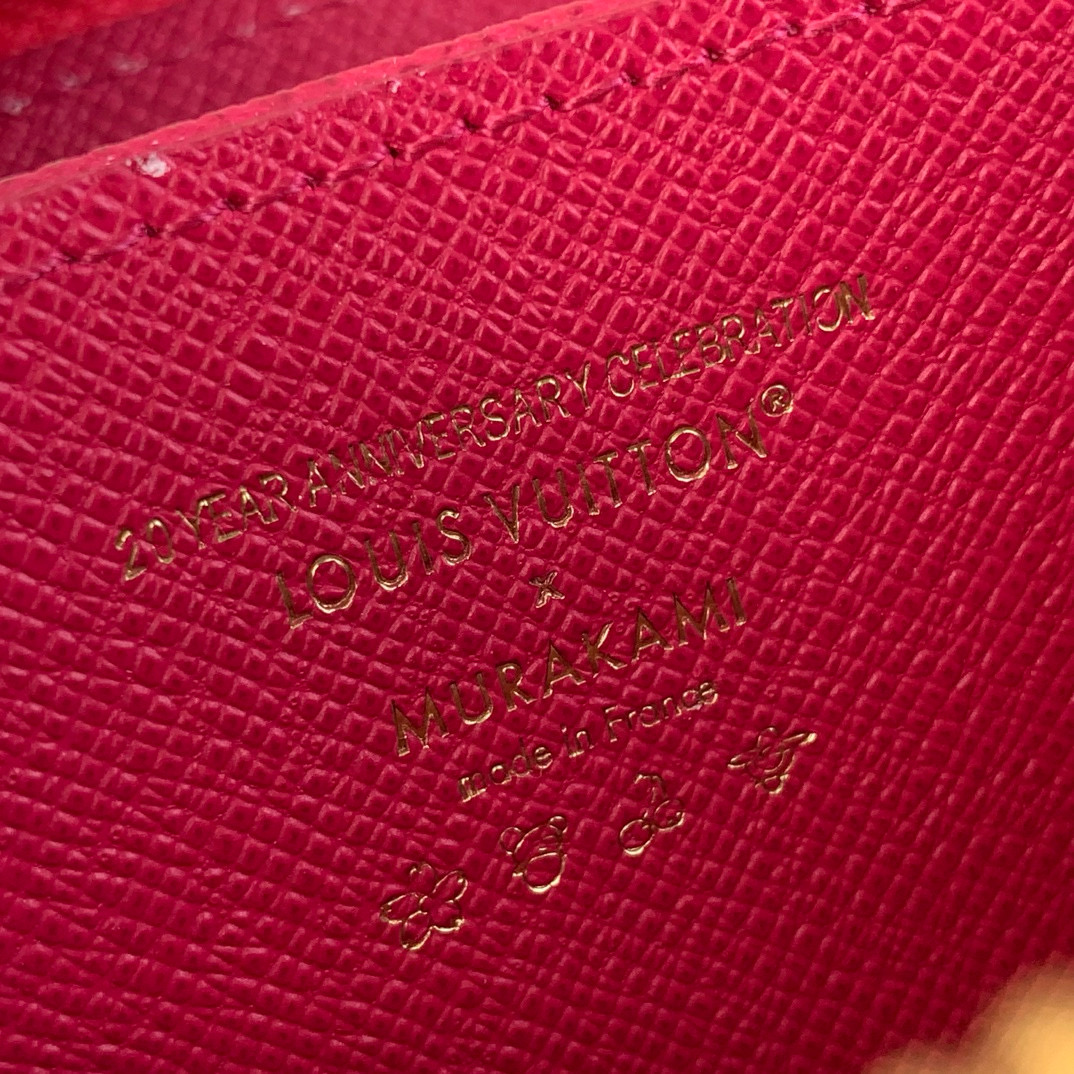 20 YEAR ANNIVERSARY CELEBRATION
LOUIS VUITTON®
×
MURAKAMI
made in France